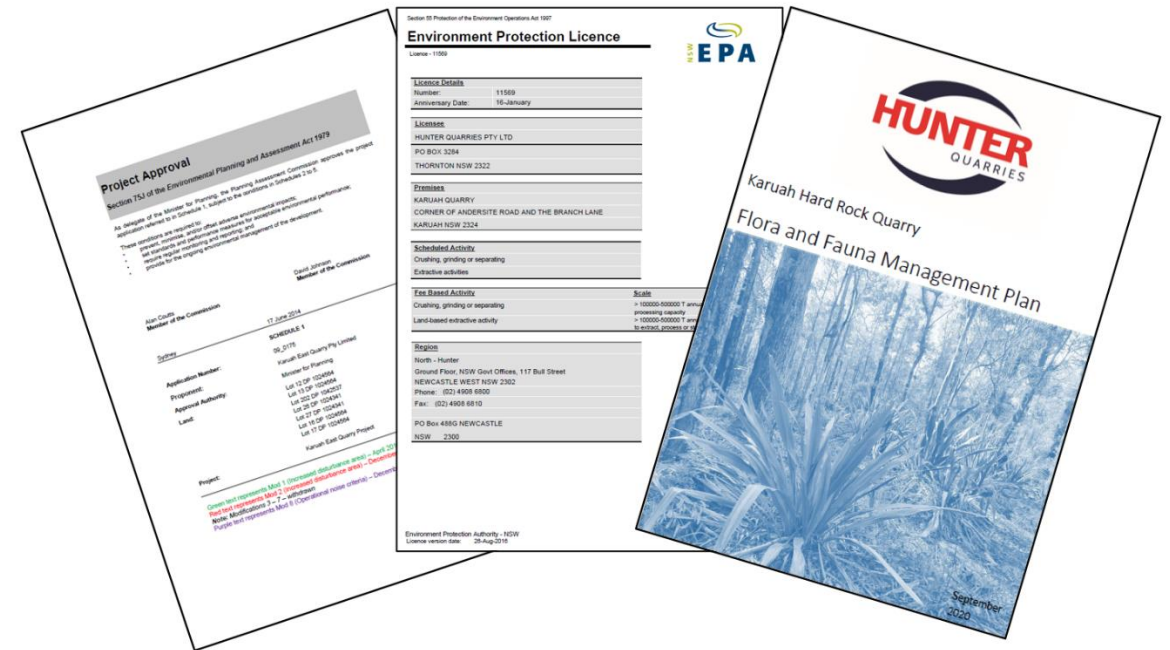 Project Approval
Section 75J of the Environmental Planning and Assessment Act 1979
As delegate of the Minister for Planning, the Planning Assessment Commission approves the project
application referred to in Schedule 1, subject to the conditions in Schedules 2 to 5.
These conditions are required to:
• prevent, minimise, and/or offset adverse environmental impacts;
• set standards and performance measures for acceptable environmental performance;
• require regular monitoring and reporting; and
• provide for the ongoing environmental management of the development.
David Johnson
Member of the Commission
Alan Coutts
Member of the Commission
Sydney
17 June 2014
SCHEDULE 1
Application Number:
09_0175
Proponent:
Karuah East Quarry Pty Limited
Approval Authority:
Minister for Planning
Land:
Lot 12 DP 1024564
Lot 13 DP 1024564
Lot 202 DP 1042537
Lot 26 DP 1024341
Lot 27 DP 1024341
Lot 16 DP 1024564
Lot 17 DP 1024564
Project:
Karuah East Quarry Project
Green text represents Mod 1 (increased disturbance area) – April
Red text represents Mod 2 (increased disturbance area) – December
Note: Modifications 3 – 7 – withdrawn
Purple text represents Mod 8 (Operational noise criteria) –
Section 55 Protection of the Environment Operations Act 1997
Environment Protection Licence
Licence - 11569
NSW
EPA
Licence Details
Number: 11569
Anniversary Date: 16-January
Licensee
HUNTER QUARRIES PTY LTD
PO BOX 3284
THORNTON NSW 2322
Premises
KARUAH QUARRY
CORNER OF ANDERSITE ROAD AND THE BRANCH LANE
KARUAH NSW 2324
Scheduled Activity
Crushing, grinding or separating
Extractive activities
Fee Based Activity Scale
Crushing, grinding or separating > 100000-500000 T
processing capacity
Land-based extractive activity > 100000-500000 T
to extract, process or
Region
North - Hunter
Ground Floor, NSW Govt Offices, 117 Bull Street
NEWCASTLE WEST NSW 2302
Phone: (02) 4908 6800
Fax: (02) 4908 6810
PO Box 488G NEWCASTLE
NSW 2300
Environment Protection Authority - NSW
Licence version date: 26-Aug-2016
HUNTER
QUARRIES
Karuah Hard Rock Quarry
Flora and Fauna Management Plan
September
2020